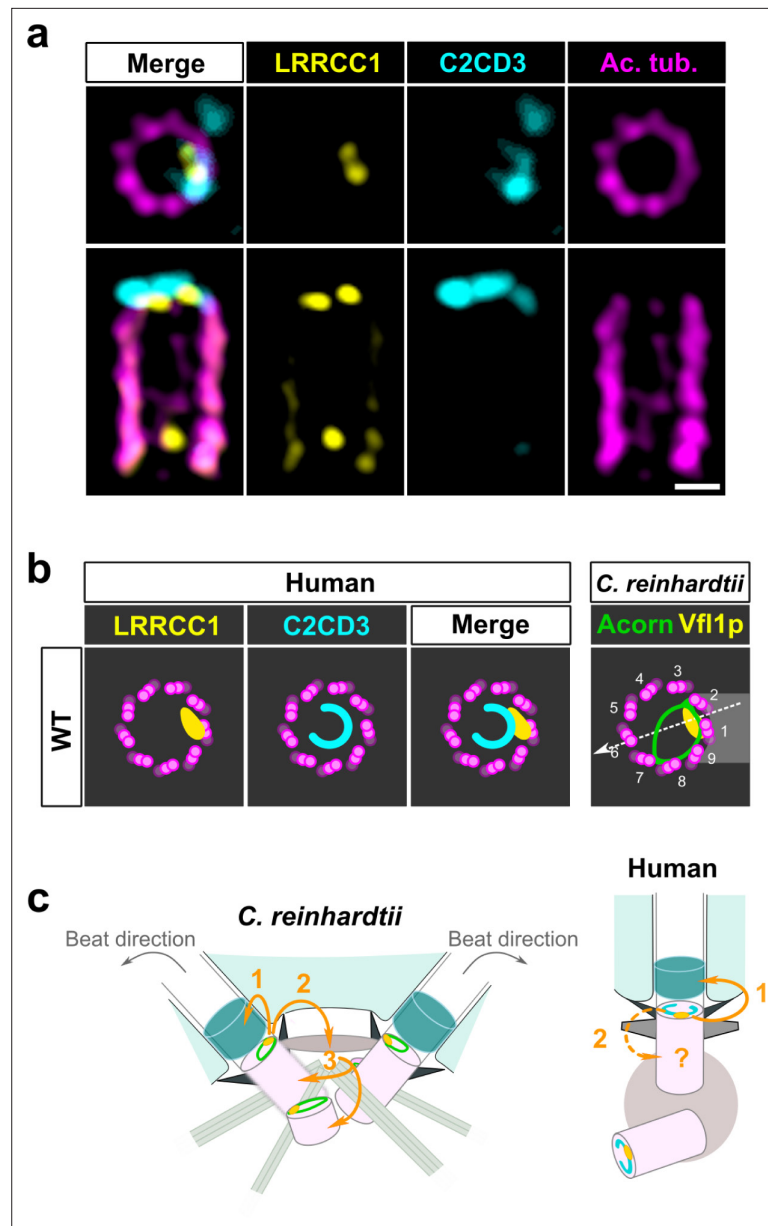 a
Merge LRRCC1 C2CD3 Ac. tub.
b
Human C. reinhardtii
LRRCC1 C2CD3 Merge Acorn Vfl1p
WT
4 3 2 5 1 6 9 7 8
c
Human
C. reinhardtii
Beat direction Beat direction
1 2 1
2
3 ?